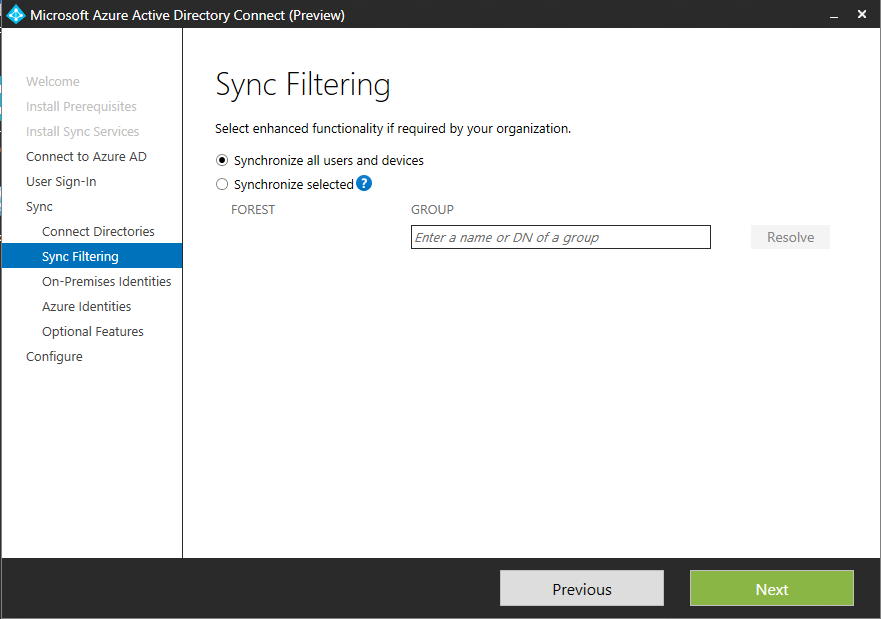 Microsoft Azure Active Directory Connect (Preview)
Welcome
Install Prerequisites
Install Sync Services
Connect to Azure AD
User Sign-In
Sync
Connect Directories
Sync Filtering
On-Premises Identities
Azure Identities
Optional Features
Configure
Sync Filtering
Select enhanced functionality if required by your organization.
Synchronize all users and devices
Synchronize selected ?
FOREST GROUP
Enter a name or DN of a group Resolve
Previous Next